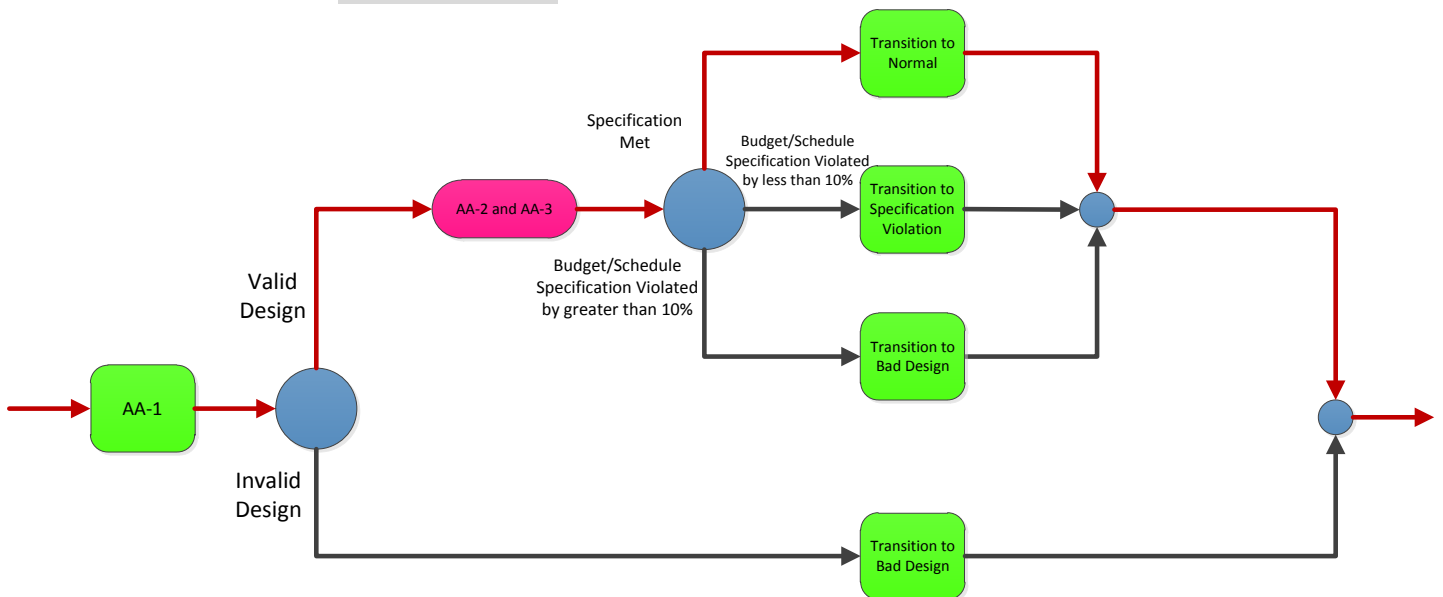 Transition to
Normal
Specification
Met
Budget/Schedule
Specification Violated
by less than 10%
Transition to
Specification
Violation
AA-2 and AA-3
Budget/Schedule
Specification Violated
by greater than 10%
Valid
Design
Transition to
Bad Design
AA-1
Invalid
Design
Transition to
Bad Design